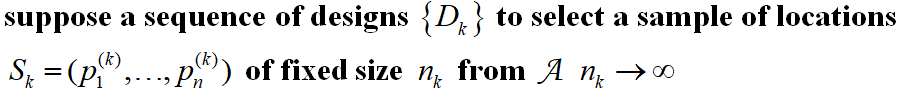 suppose a sequence of designs {D_k} to select a sample of locations
S_k = (p_1^{(k)}, …, p_n^{(k)}) of fixed size n_k from 𝒜 n_k → ∞